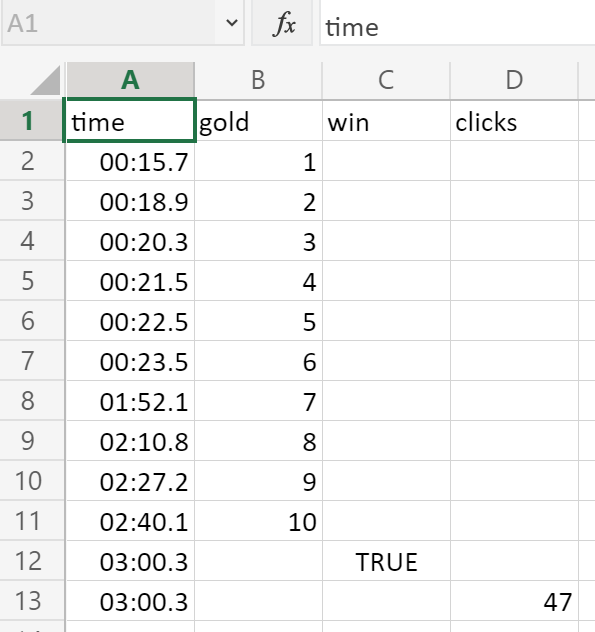 A1 fx time
A B C D
1 time gold win clicks
2 00:15.7 1
3 00:18.9 2
4 00:20.3 3
5 00:21.5 4
6 00:22.5 5
7 00:23.5 6
8 01:52.1 7
9 02:10.8 8
10 02:27.2 9
11 02:40.1 10
12 03:00.3 TRUE
13 03:00.3 47